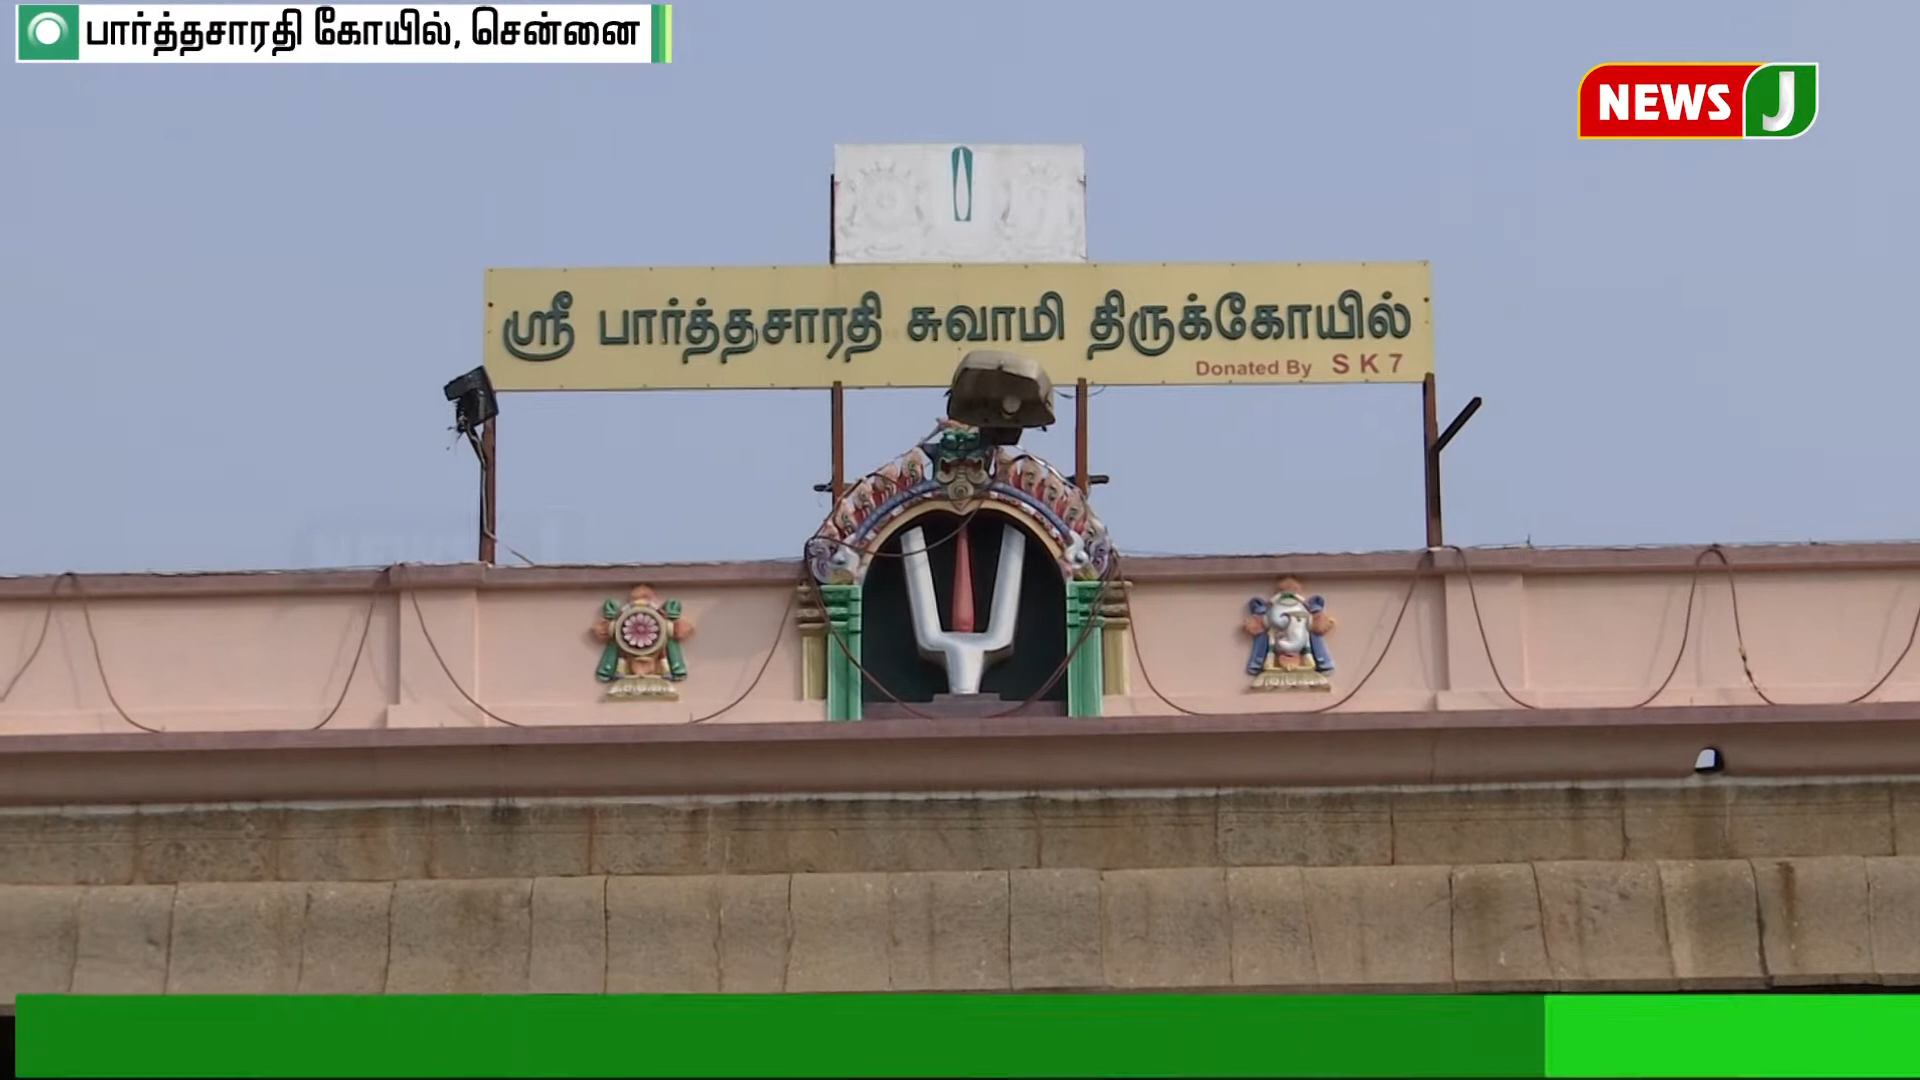 பார்த்தசாரதி கோயில், சென்னை
NEWS J
ஸ்ரீ பார்த்தசாரதி சுவாமி திருக்கோயில்
Donated By SK7